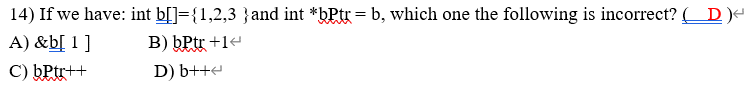 14) If we have: int b[]={1,2,3 }and int *bPtr = b, which one the following is incorrect? ( D )↵
A) &b[ 1 ] B) bPtr +1↵
C) bPtr++ D) b++↵